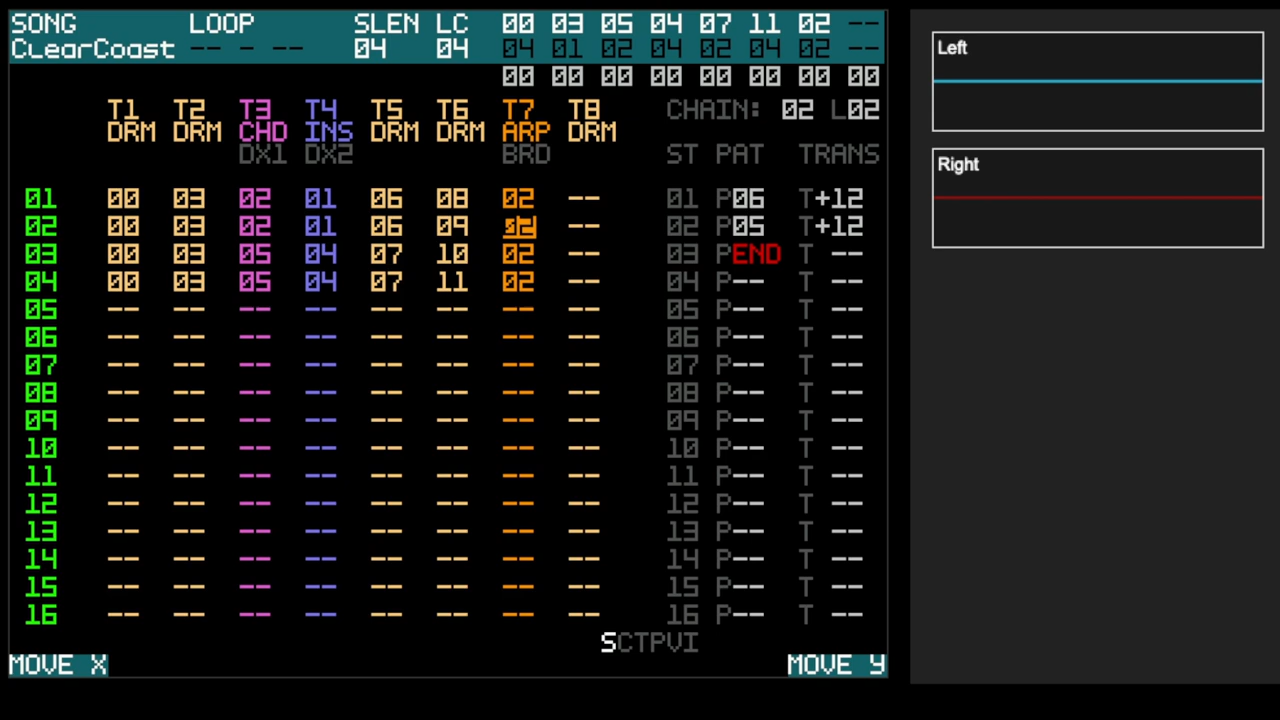 SONG LOOP SLEN LC 00 03 05 04 07 11 02 --
ClearCoast -- - -- 04 04 04 01 02 04 02 04 02 --
00 00 00 00 00 00 00 00
T1 T2 T3 T4 T5 T6 T7 T8 CHAIN: 02 L02
DRM DRM CHD INS DRM DRM ARP DRM
DX1 DX2 BRD ST PAT TRANS
01 00 03 02 01 06 08 02 -- 01 P06 T+12
02 00 03 02 01 06 09 02 -- 02 P05 T+12
03 00 03 05 04 07 10 02 -- 03 PEND T --
04 00 03 05 04 07 11 02 -- 04 P-- T --
05 -- -- -- -- -- -- -- -- 05 P-- T --
06 -- -- -- -- -- -- -- -- 06 P-- T --
07 -- -- -- -- -- -- -- -- 07 P-- T --
08 -- -- -- -- -- -- -- -- 08 P-- T --
09 -- -- -- -- -- -- -- -- 09 P-- T --
10 -- -- -- -- -- -- -- -- 10 P-- T --
11 -- -- -- -- -- -- -- -- 11 P-- T --
12 -- -- -- -- -- -- -- -- 12 P-- T --
13 -- -- -- -- -- -- -- -- 13 P-- T --
14 -- -- -- -- -- -- -- -- 14 P-- T --
15 -- -- -- -- -- -- -- -- 15 P-- T --
16 -- -- -- -- -- -- -- -- 16 P-- T --
SCTPVI
MOVE X MOVE Y
Left
Right